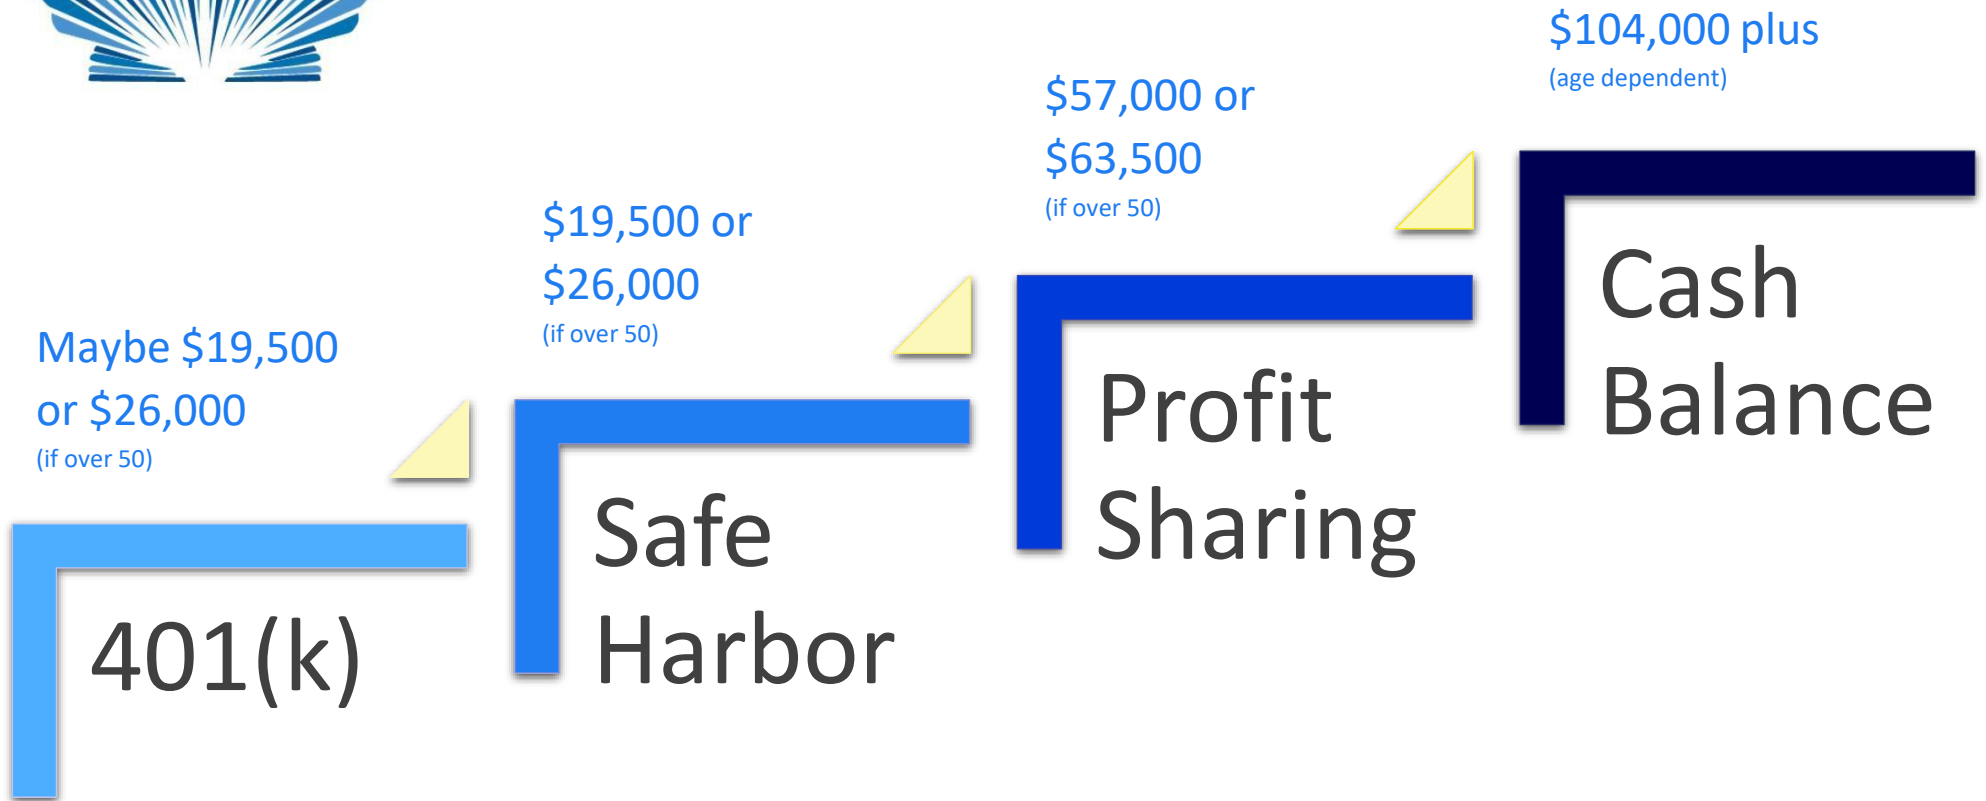 Maybe $19,500
or $26,000
(if over 50)
401(k)
$19,500 or
$26,000
(if over 50)
Safe
Harbor
$57,000 or
$63,500
(if over 50)
Profit
Sharing
$104,000 plus
(age dependent)
Cash
Balance